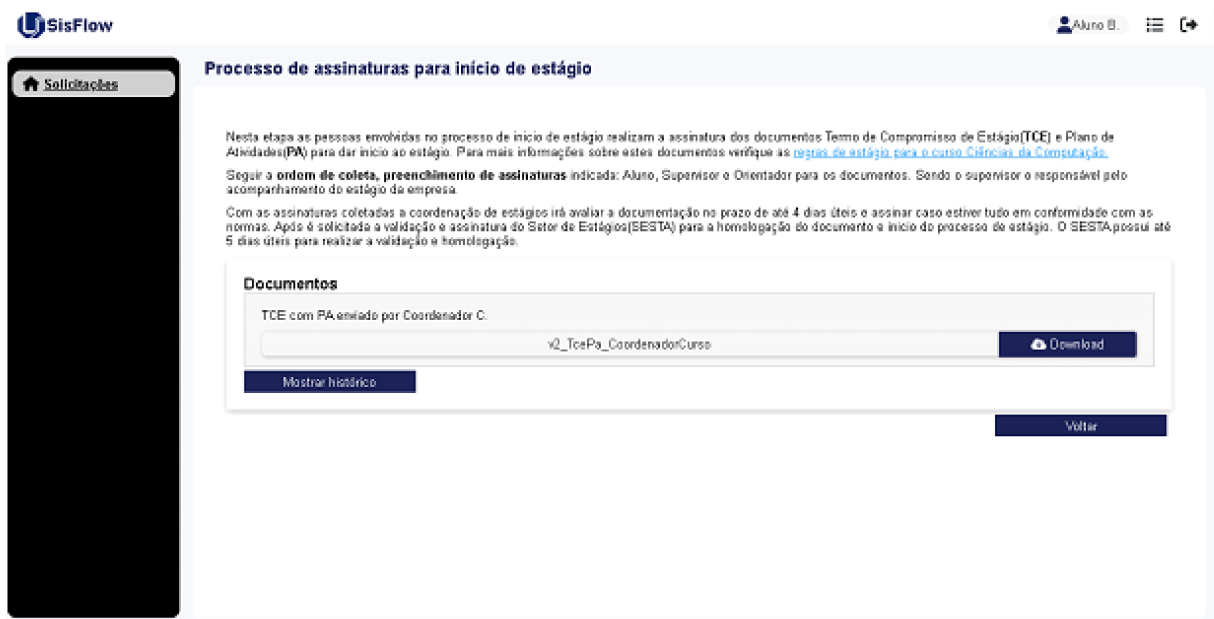 SisFlow
Aluno B.
Solicitações
Processo de assinaturas para início de estágio
Nesta etapa as pessoas envolvidas no processo de inicio de estágio realizam a assinatura dos documentos Termo de Compromisso de Estágio(TCE) e Plano de
Atividades(PA) para dar inicio ao estágio. Para mais informações sobre estes documentos verifique as regras de estágio para o curso Ciências da Computação.
Seguir a ordem de coleta, preenchimento de assinaturas indicada: Aluno, Supervisor e Orientador para os documentos. Sendo o supervisor o responsável pelo
acompanhamento do estágio da empresa.
Com as assinaturas coletadas a coordenação de estágios irá avaliar a documentação no prazo de até 4 dias úteis e assinar caso estiver tudo em conformidade com as
normas. Após é solicitada a validação e assinatura do Setor de Estágios(SESTA) para a homologação do documento e inicio do processo de estágio. O SESTA possui até
5 dias úteis para realizar a validação e homologação.
Documentos
TCE com PA enviado por Coordenador C.
v2_TcePa_CoordenadorCurso
Download
Mostrar histórico
Voltar